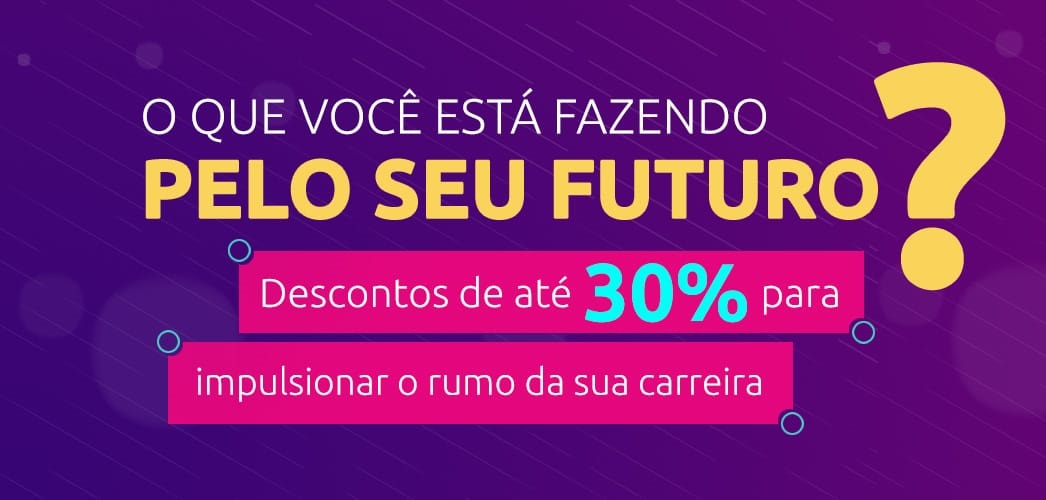 O QUE VOCÊ ESTÁ FAZENDO
PELO SEU FUTURO?
Descontos de até 30% para
impulsionar o rumo da sua carreira